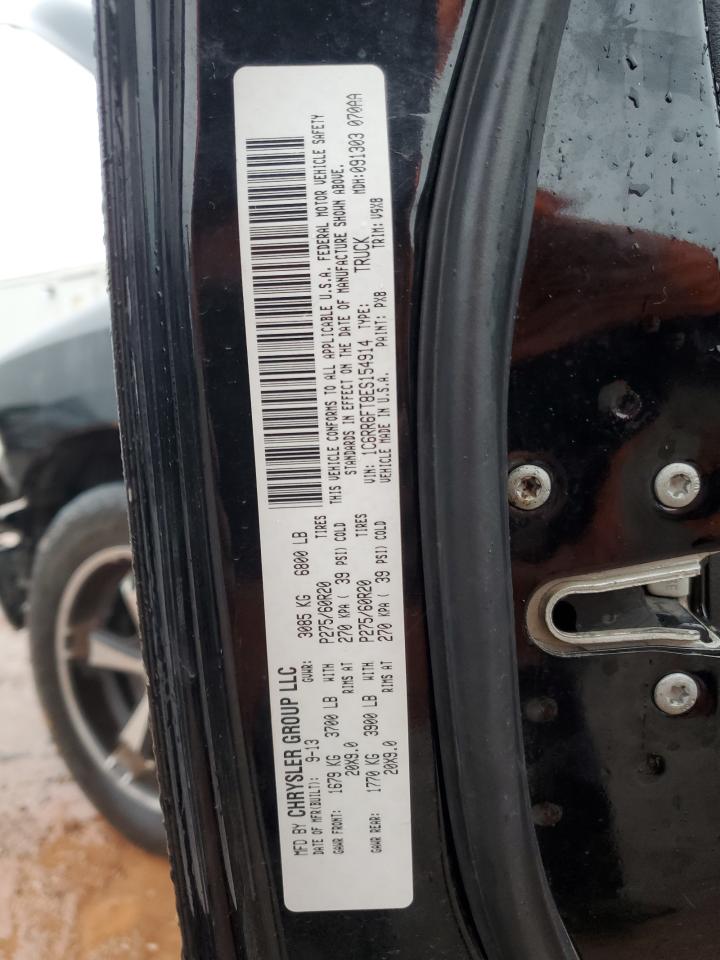 MFD BY CHRYSLER GROUP LLC
DATE OF MFR(BUILT): 9-13 GVWR: 3085 KG 6800 LB
GAWR FRONT: 1679 KG 3700 LB WITH P275/60R20 TIRES
20X9.0 RIMS AT 270 KPA ( 39 PSI) COLD
GAWR REAR: 1770 KG 3900 LB WITH P275/60R20 TIRES
20X9.0 RIMS AT 270 KPA ( 39 PSI) COLD
THIS VEHICLE CONFORMS TO ALL APPLICABLE U.S.A. FEDERAL MOTOR VEHICLE SAFETY
STANDARDS IN EFFECT ON THE DATE OF MANUFACTURE SHOWN ABOVE.
VIN: 1C6RR6FT8ES154914 TYPE: TRUCK MDH:091303 070AA
VEHICLE MADE IN U.S.A. PAINT: PX8 TRIM: V9X8